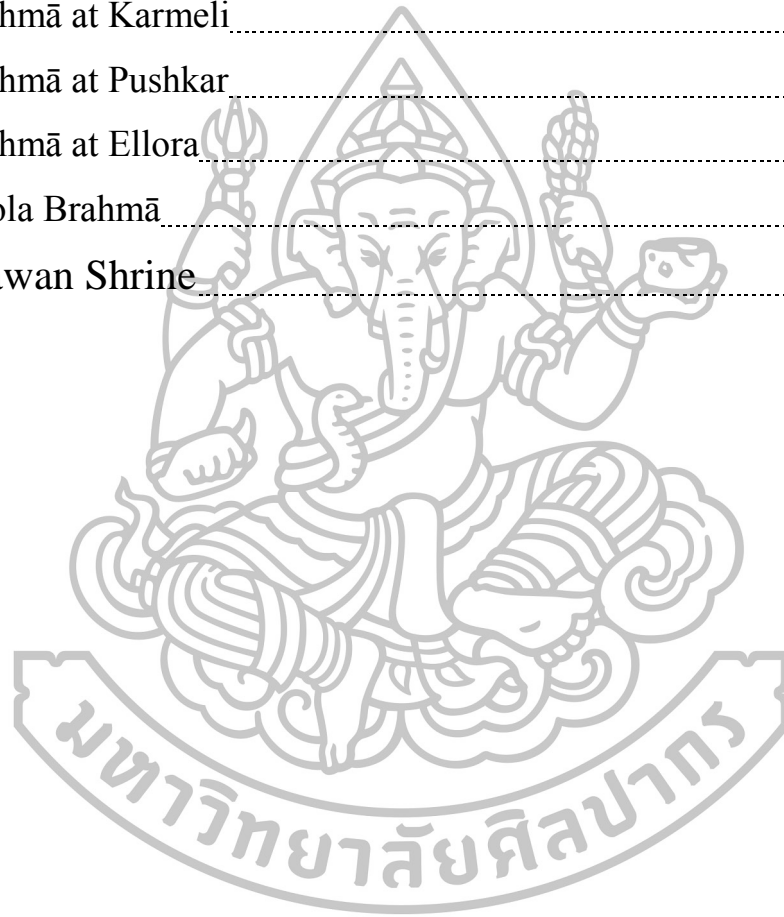 hmā at Karmeli
hmā at Pushkar
hmā at Ellora
ola Brahmā
awan Shrine
มหาวิทยาลัยศิลปากร